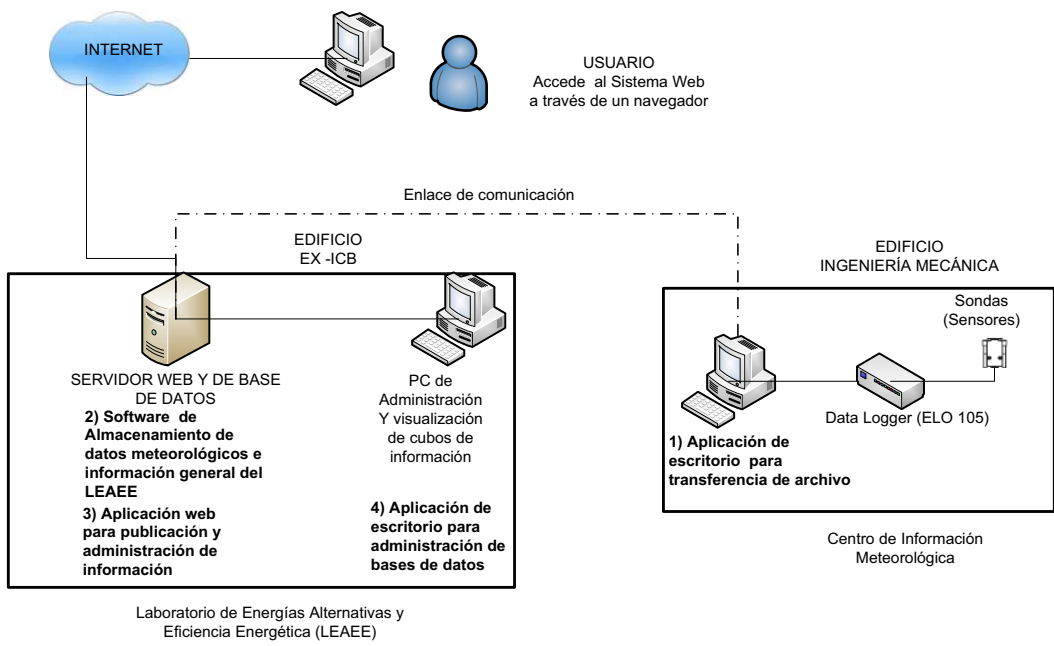 INTERNET
USUARIO
Accede al Sistema Web
a través de un navegador
Enlace de comunicación
EDIFICIO
EX -ICB
EDIFICIO
INGENIERÍA MECÁNICA
SERVIDOR WEB Y DE BASE
DE DATOS
2) Software de
Almacenamiento de
datos meteorológicos e
información general del
LEAEE
3) Aplicación web
para publicación y
administración de
información
PC de
Administración
Y visualización
de cubos de
información
4) Aplicación de
escritorio para
administración de
bases de datos
Sondas
(Sensores)
Data Logger (ELO 105)
1) Aplicación de
escritorio para
transferencia de archivo
Centro de Información
Meteorológica
Laboratorio de Energías Alternativas y
Eficiencia Energética (LEAEE)